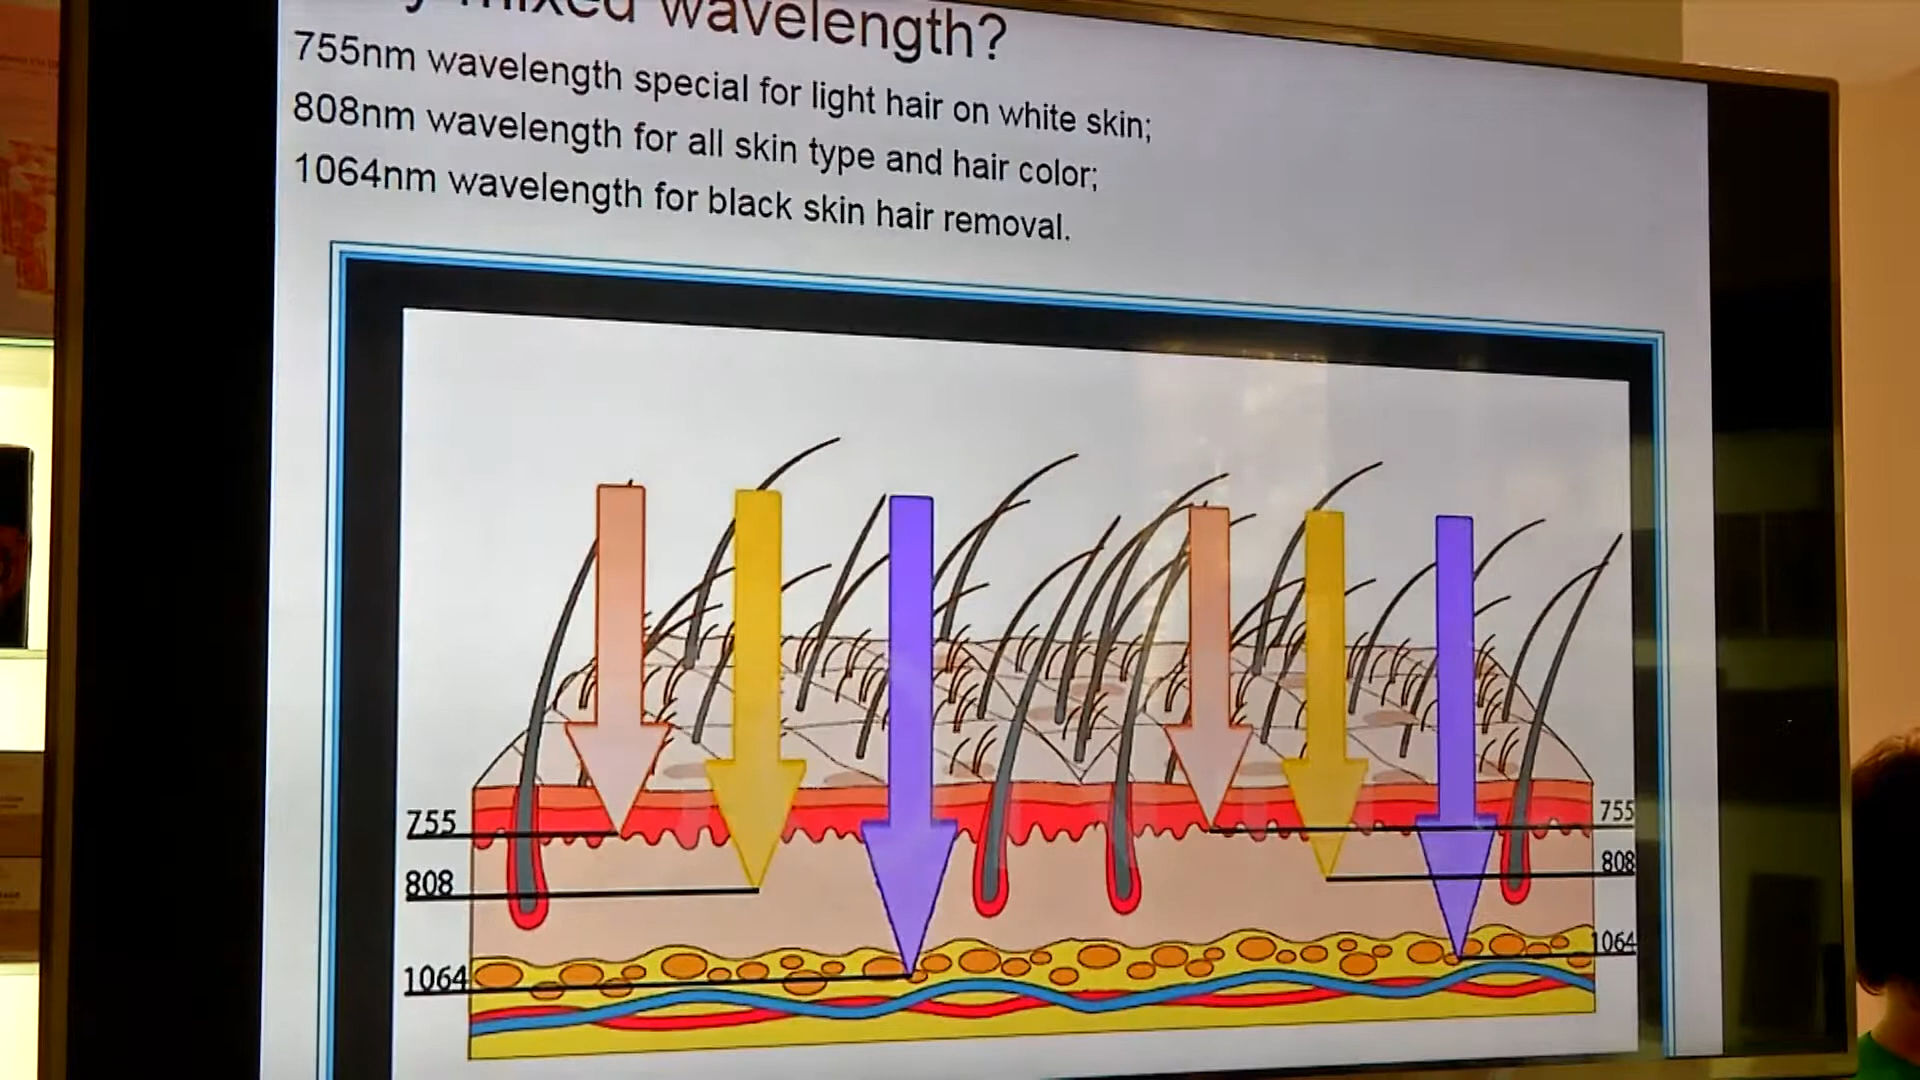 mixed wavelength?
755nm wavelength special for light hair on white skin;
808nm wavelength for all skin type and hair color;
1064nm wavelength for black skin hair removal.
755
755
808
808
1064
1064